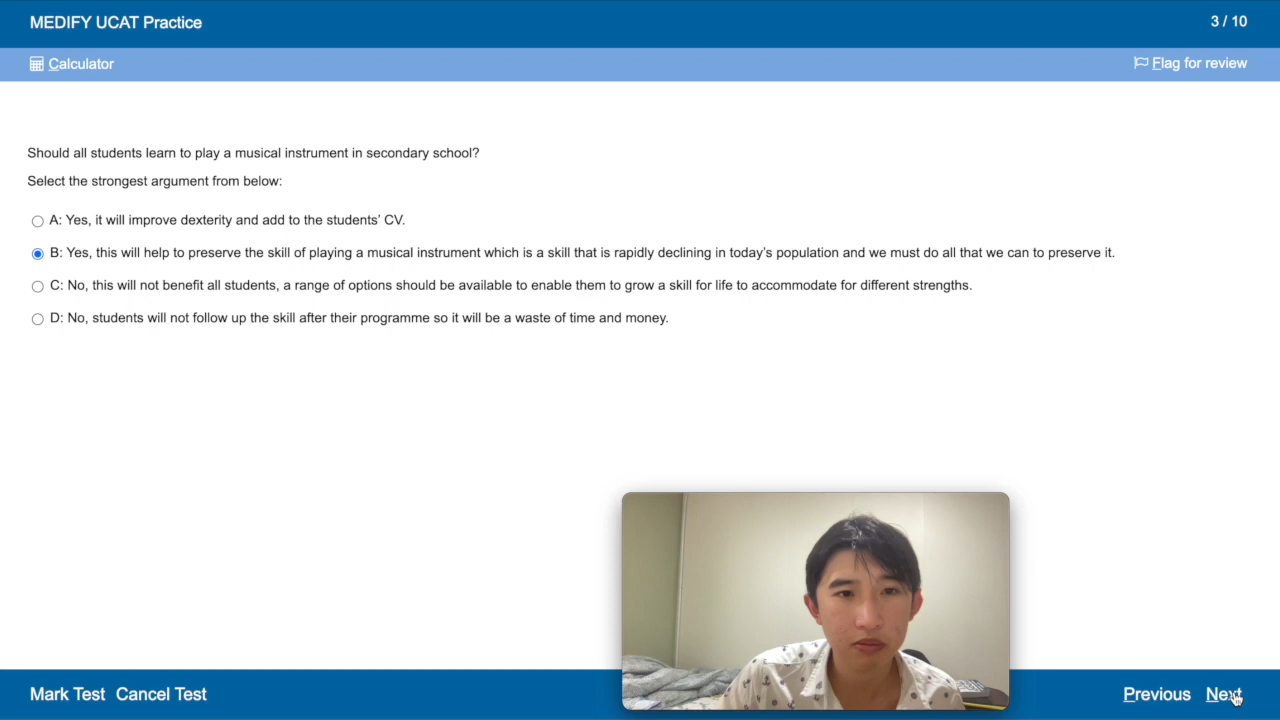 MEDIFY UCAT Practice
3 / 10
Calculator
Flag for review
Should all students learn to play a musical instrument in secondary school?
Select the strongest argument from below:
A: Yes, it will improve dexterity and add to the students' CV.
B: Yes, this will help to preserve the skill of playing a musical instrument which is a skill that is rapidly declining in today's population and we must do all that we can to preserve it.
C: No, this will not benefit all students, a range of options should be available to enable them to grow a skill for life to accommodate for different strengths.
D: No, students will not follow up the skill after their programme so it will be a waste of time and money.
Mark Test Cancel Test
Previous Next